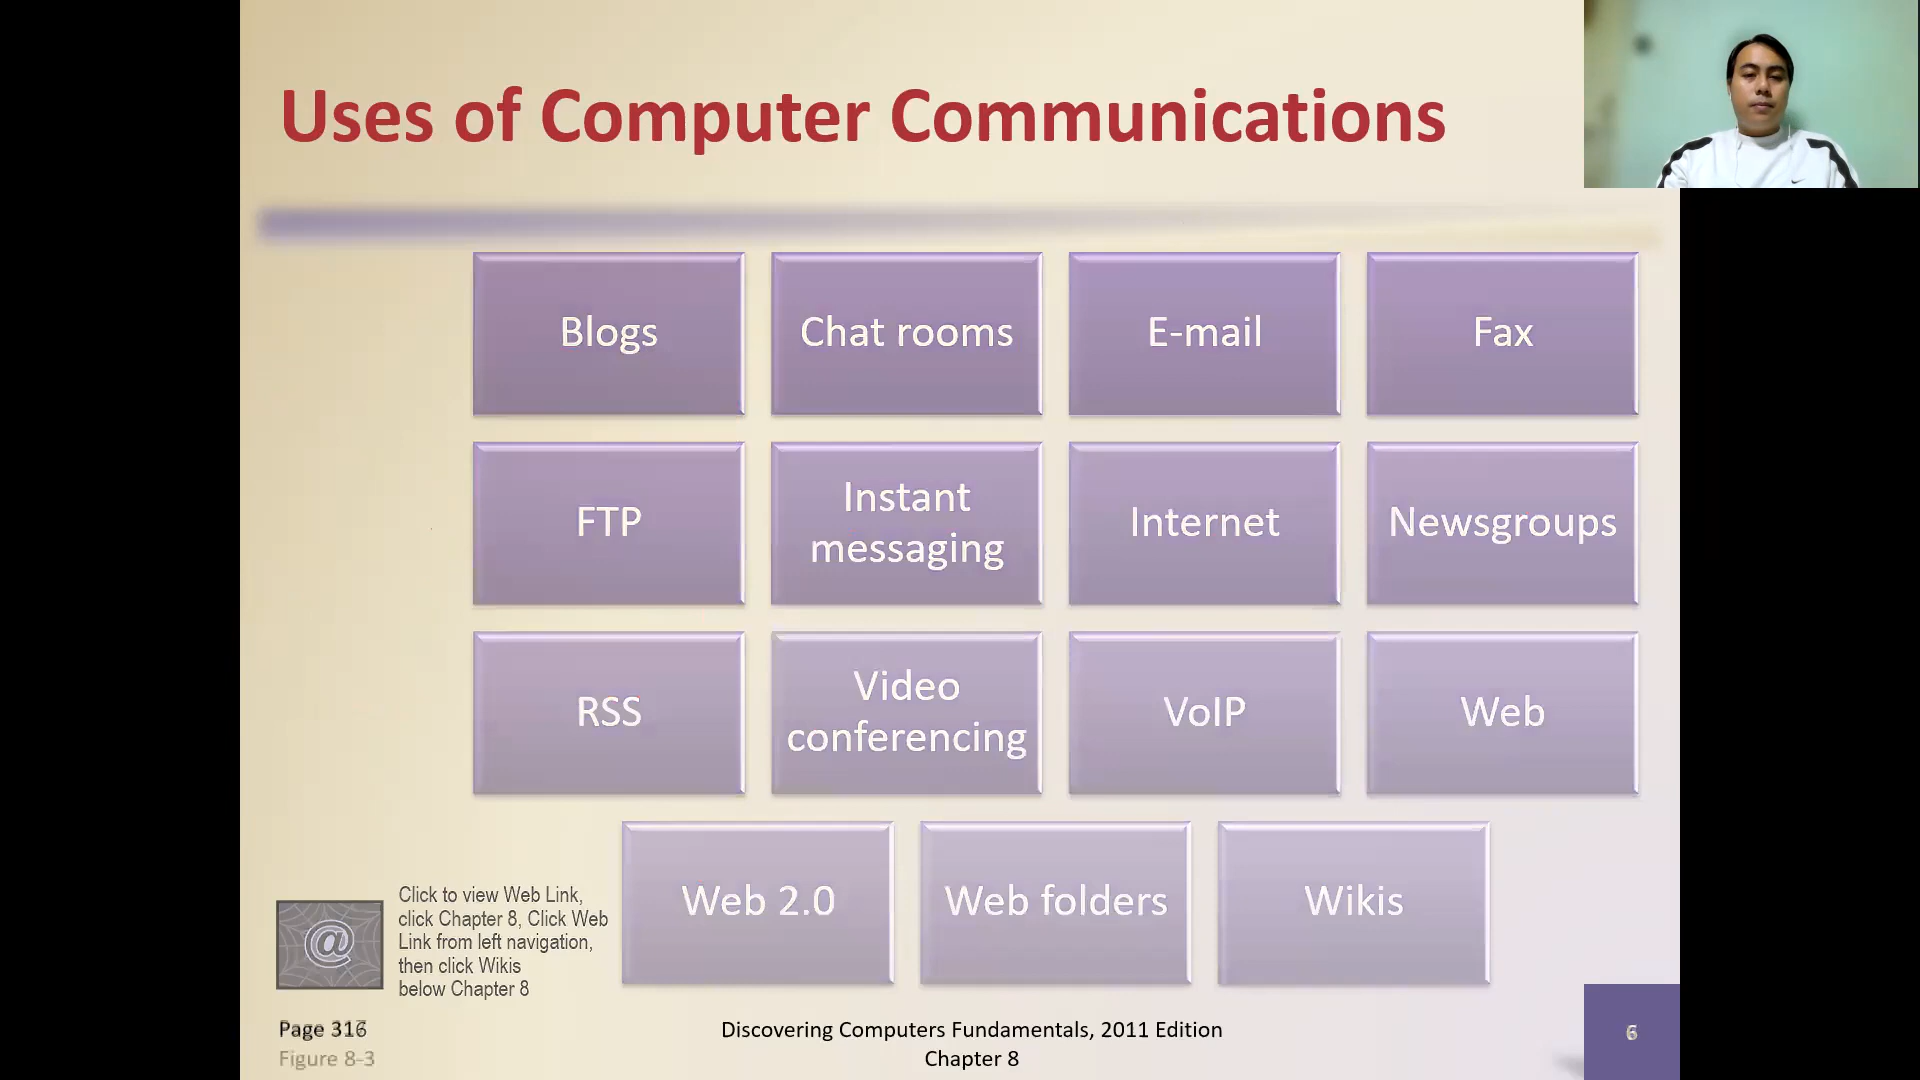 Uses of Computer Communications
Blogs
Chat rooms
E-mail
Fax
FTP
Instant
messaging
Internet
Newsgroups
RSS
Video
conferencing
VoIP
Web
Web 2.0
Web folders
Wikis
Click to view Web Link,
click Chapter 8, Click Web
Link from left navigation,
then click Wikis
below Chapter 8
Page 316
Figure 8-3
Discovering Computers Fundamentals, 2011 Edition
Chapter 8
6